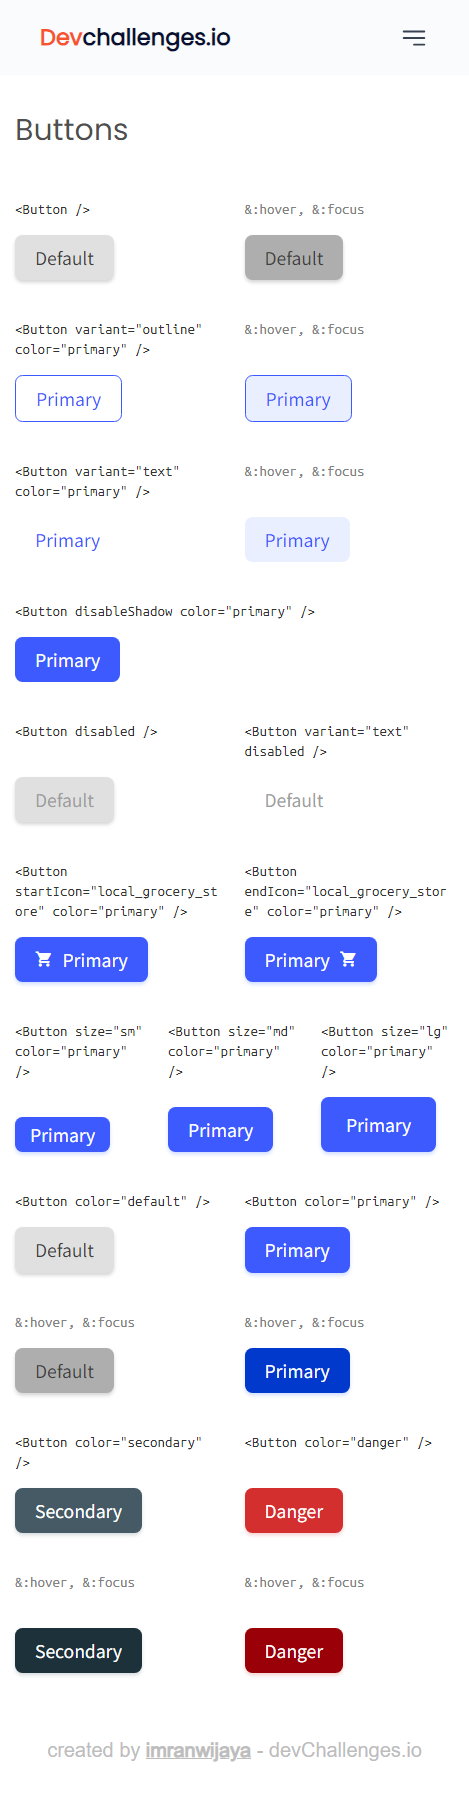 Devchallenges.io
Buttons
<Button />
&:hover, &:focus
Default
Default
<Button variant="outline"
color="primary" />
&:hover, &:focus
Primary
Primary
<Button variant="text"
color="primary" />
&:hover, &:focus
Primary
Primary
<Button disableShadow color="primary" />
Primary
<Button disabled />
<Button variant="text"
disabled />
Default
Default
<Button
startIcon="local_grocery_st
ore" color="primary" />
<Button
endIcon="local_grocery_stor
e" color="primary" />
Primary
Primary
<Button size="sm"
color="primary"
/>
<Button size="md"
color="primary"
/>
<Button size="lg"
color="primary"
/>
Primary
Primary
Primary
<Button color="default" />
<Button color="primary" />
Default
Primary
&:hover, &:focus
&:hover, &:focus
Default
Primary
<Button color="secondary"
/>
<Button color="danger" />
Secondary
Danger
&:hover, &:focus
&:hover, &:focus
Secondary
Danger
created by imranwijaya - devChallenges.io